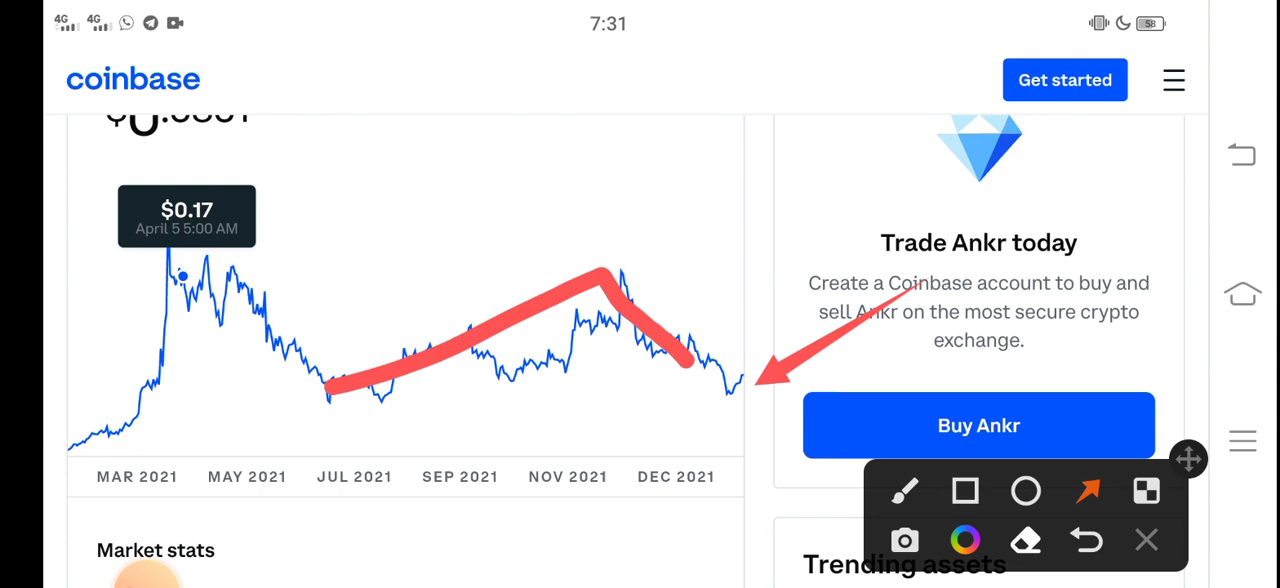 4G 4G 7:31 58
coinbase
Get started
$0.17
April 5 5:00 AM
MAR 2021 MAY 2021 JUL 2021 SEP 2021 NOV 2021 DEC 2021
Market stats
Trade Ankr today
Create a Coinbase account to buy and
sell Ankr on the most secure crypto
exchange.
Buy Ankr
Trending assets